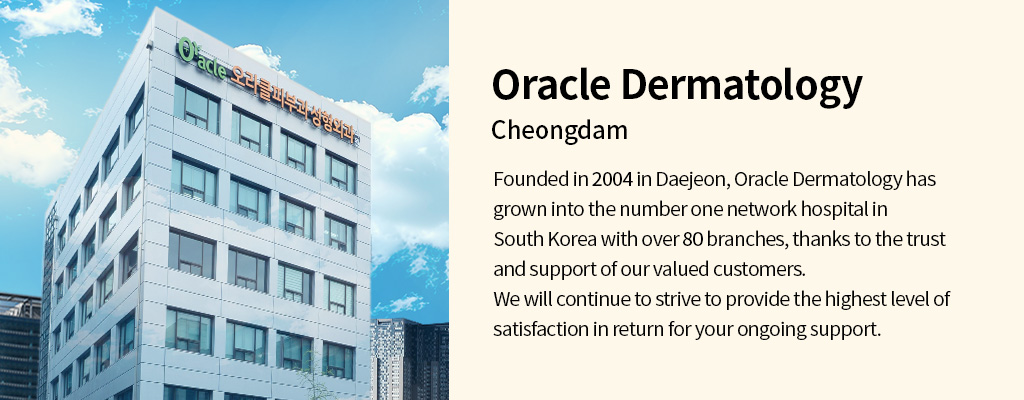 Oracle 오라클피부과 성형외과
Oracle Dermatology
Cheongdam
Founded in 2004 in Daejeon, Oracle Dermatology has
grown into the number one network hospital in
South Korea with over 80 branches, thanks to the trust
and support of our valued customers.
We will continue to strive to provide the highest level of
satisfaction in return for your ongoing support.